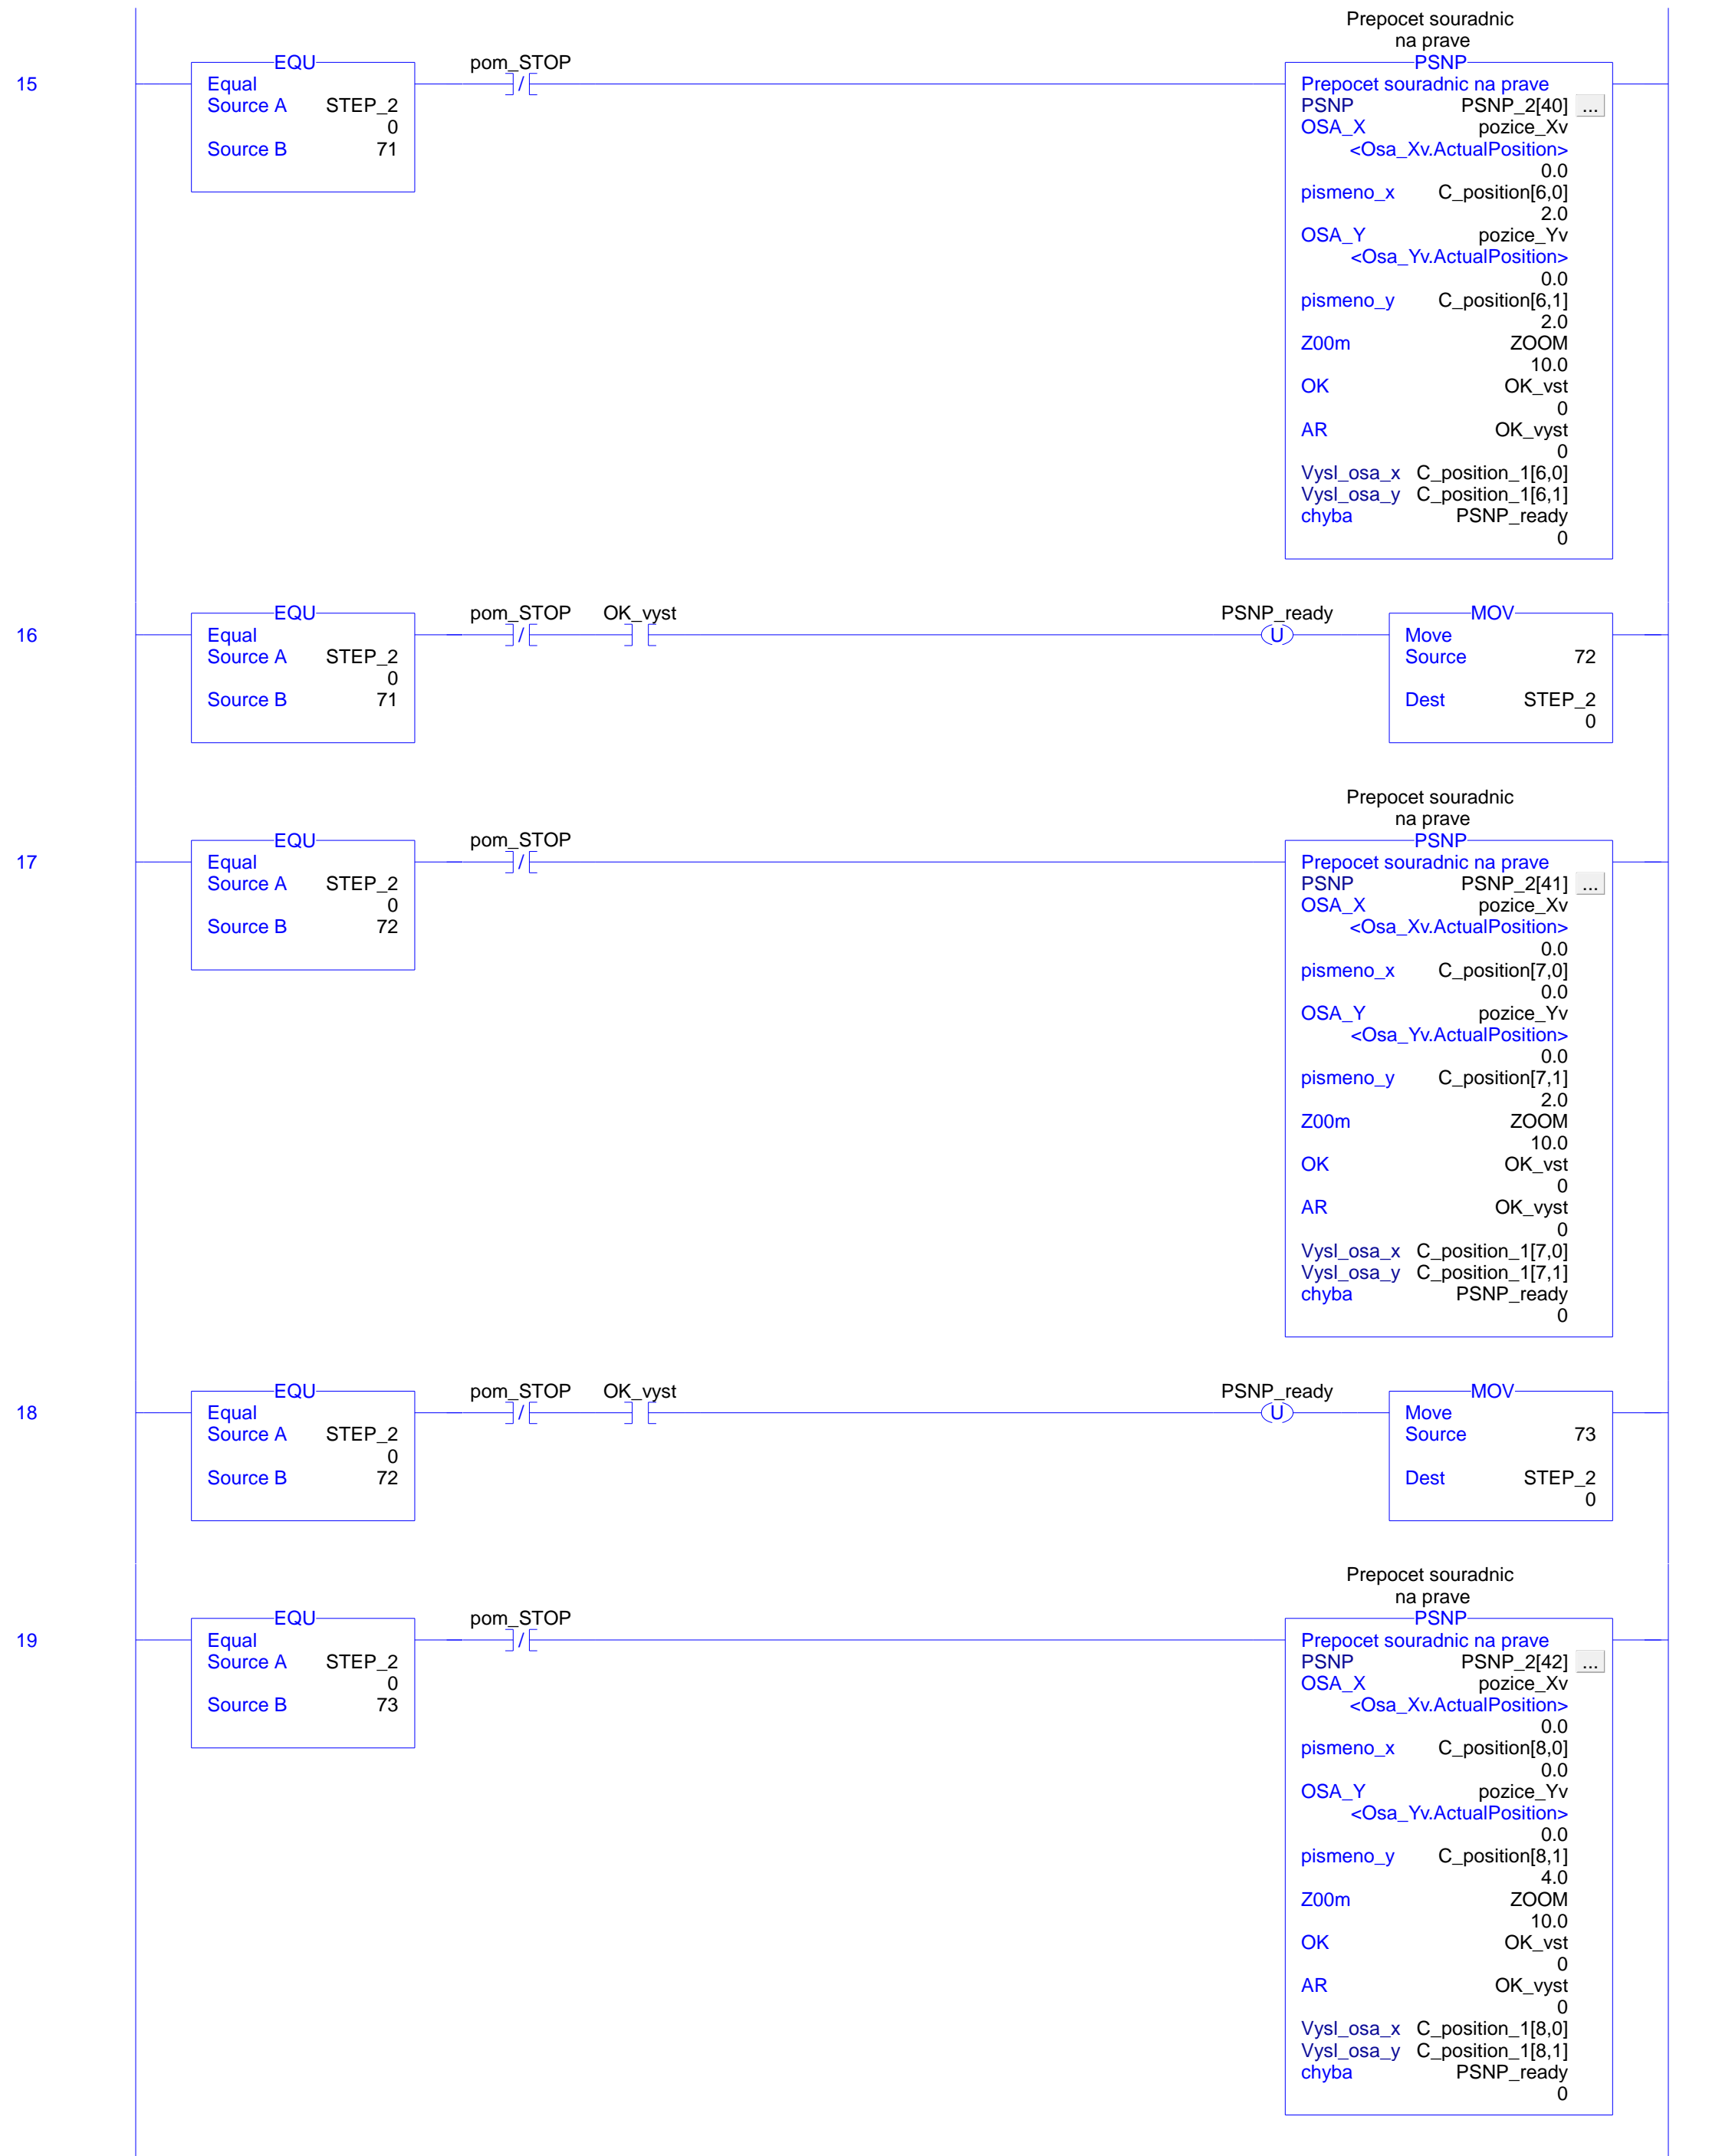 Prepocet souradnic
na prave
15
EQU
Equal
Source A STEP_2
0
Source B 71
pom_STOP
PSNP
Prepocet souradnic na prave
PSNP PSNP_2[40] ...
OSA_X pozice_Xv
<Osa_Xv.ActualPosition>
0.0
pismeno_x C_position[6,0]
2.0
OSA_Y pozice_Yv
<Osa_Yv.ActualPosition>
0.0
pismeno_y C_position[6,1]
2.0
Z00m ZOOM
10.0
OK OK_vst
0
AR OK_vyst
0
Vysl_osa_x C_position_1[6,0]
Vysl_osa_y C_position_1[6,1]
chyba PSNP_ready
0
16
EQU
Equal
Source A STEP_2
0
Source B 71
pom_STOP OK_vyst
PSNP_ready
U
MOV
Move
Source 72
Dest STEP_2
0
Prepocet souradnic
na prave
17
EQU
Equal
Source A STEP_2
0
Source B 72
pom_STOP
PSNP
Prepocet souradnic na prave
PSNP PSNP_2[41] ...
OSA_X pozice_Xv
<Osa_Xv.ActualPosition>
0.0
pismeno_x C_position[7,0]
0.0
OSA_Y pozice_Yv
<Osa_Yv.ActualPosition>
0.0
pismeno_y C_position[7,1]
2.0
Z00m ZOOM
10.0
OK OK_vst
0
AR OK_vyst
0
Vysl_osa_x C_position_1[7,0]
Vysl_osa_y C_position_1[7,1]
chyba PSNP_ready
0
18
EQU
Equal
Source A STEP_2
0
Source B 72
pom_STOP OK_vyst
PSNP_ready
U
MOV
Move
Source 73
Dest STEP_2
0
Prepocet souradnic
na prave
19
EQU
Equal
Source A STEP_2
0
Source B 73
pom_STOP
PSNP
Prepocet souradnic na prave
PSNP PSNP_2[42] ...
OSA_X pozice_Xv
<Osa_Xv.ActualPosition>
0.0
pismeno_x C_position[8,0]
0.0
OSA_Y pozice_Yv
<Osa_Yv.ActualPosition>
0.0
pismeno_y C_position[8,1]
4.0
Z00m ZOOM
10.0
OK OK_vst
0
AR OK_vyst
0
Vysl_osa_x C_position_1[8,0]
Vysl_osa_y C_position_1[8,1]
chyba PSNP_ready
0